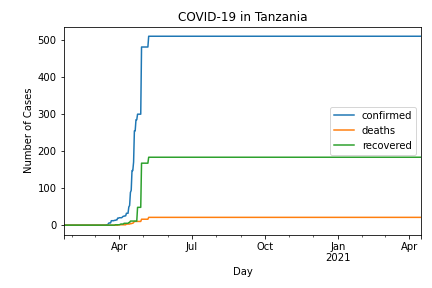 COVID-19 in Tanzania
Number of Cases
500
400
300
200
100
0
confirmed
deaths
recovered
Apr
Jul
Oct
Jan
2021
Apr
Day